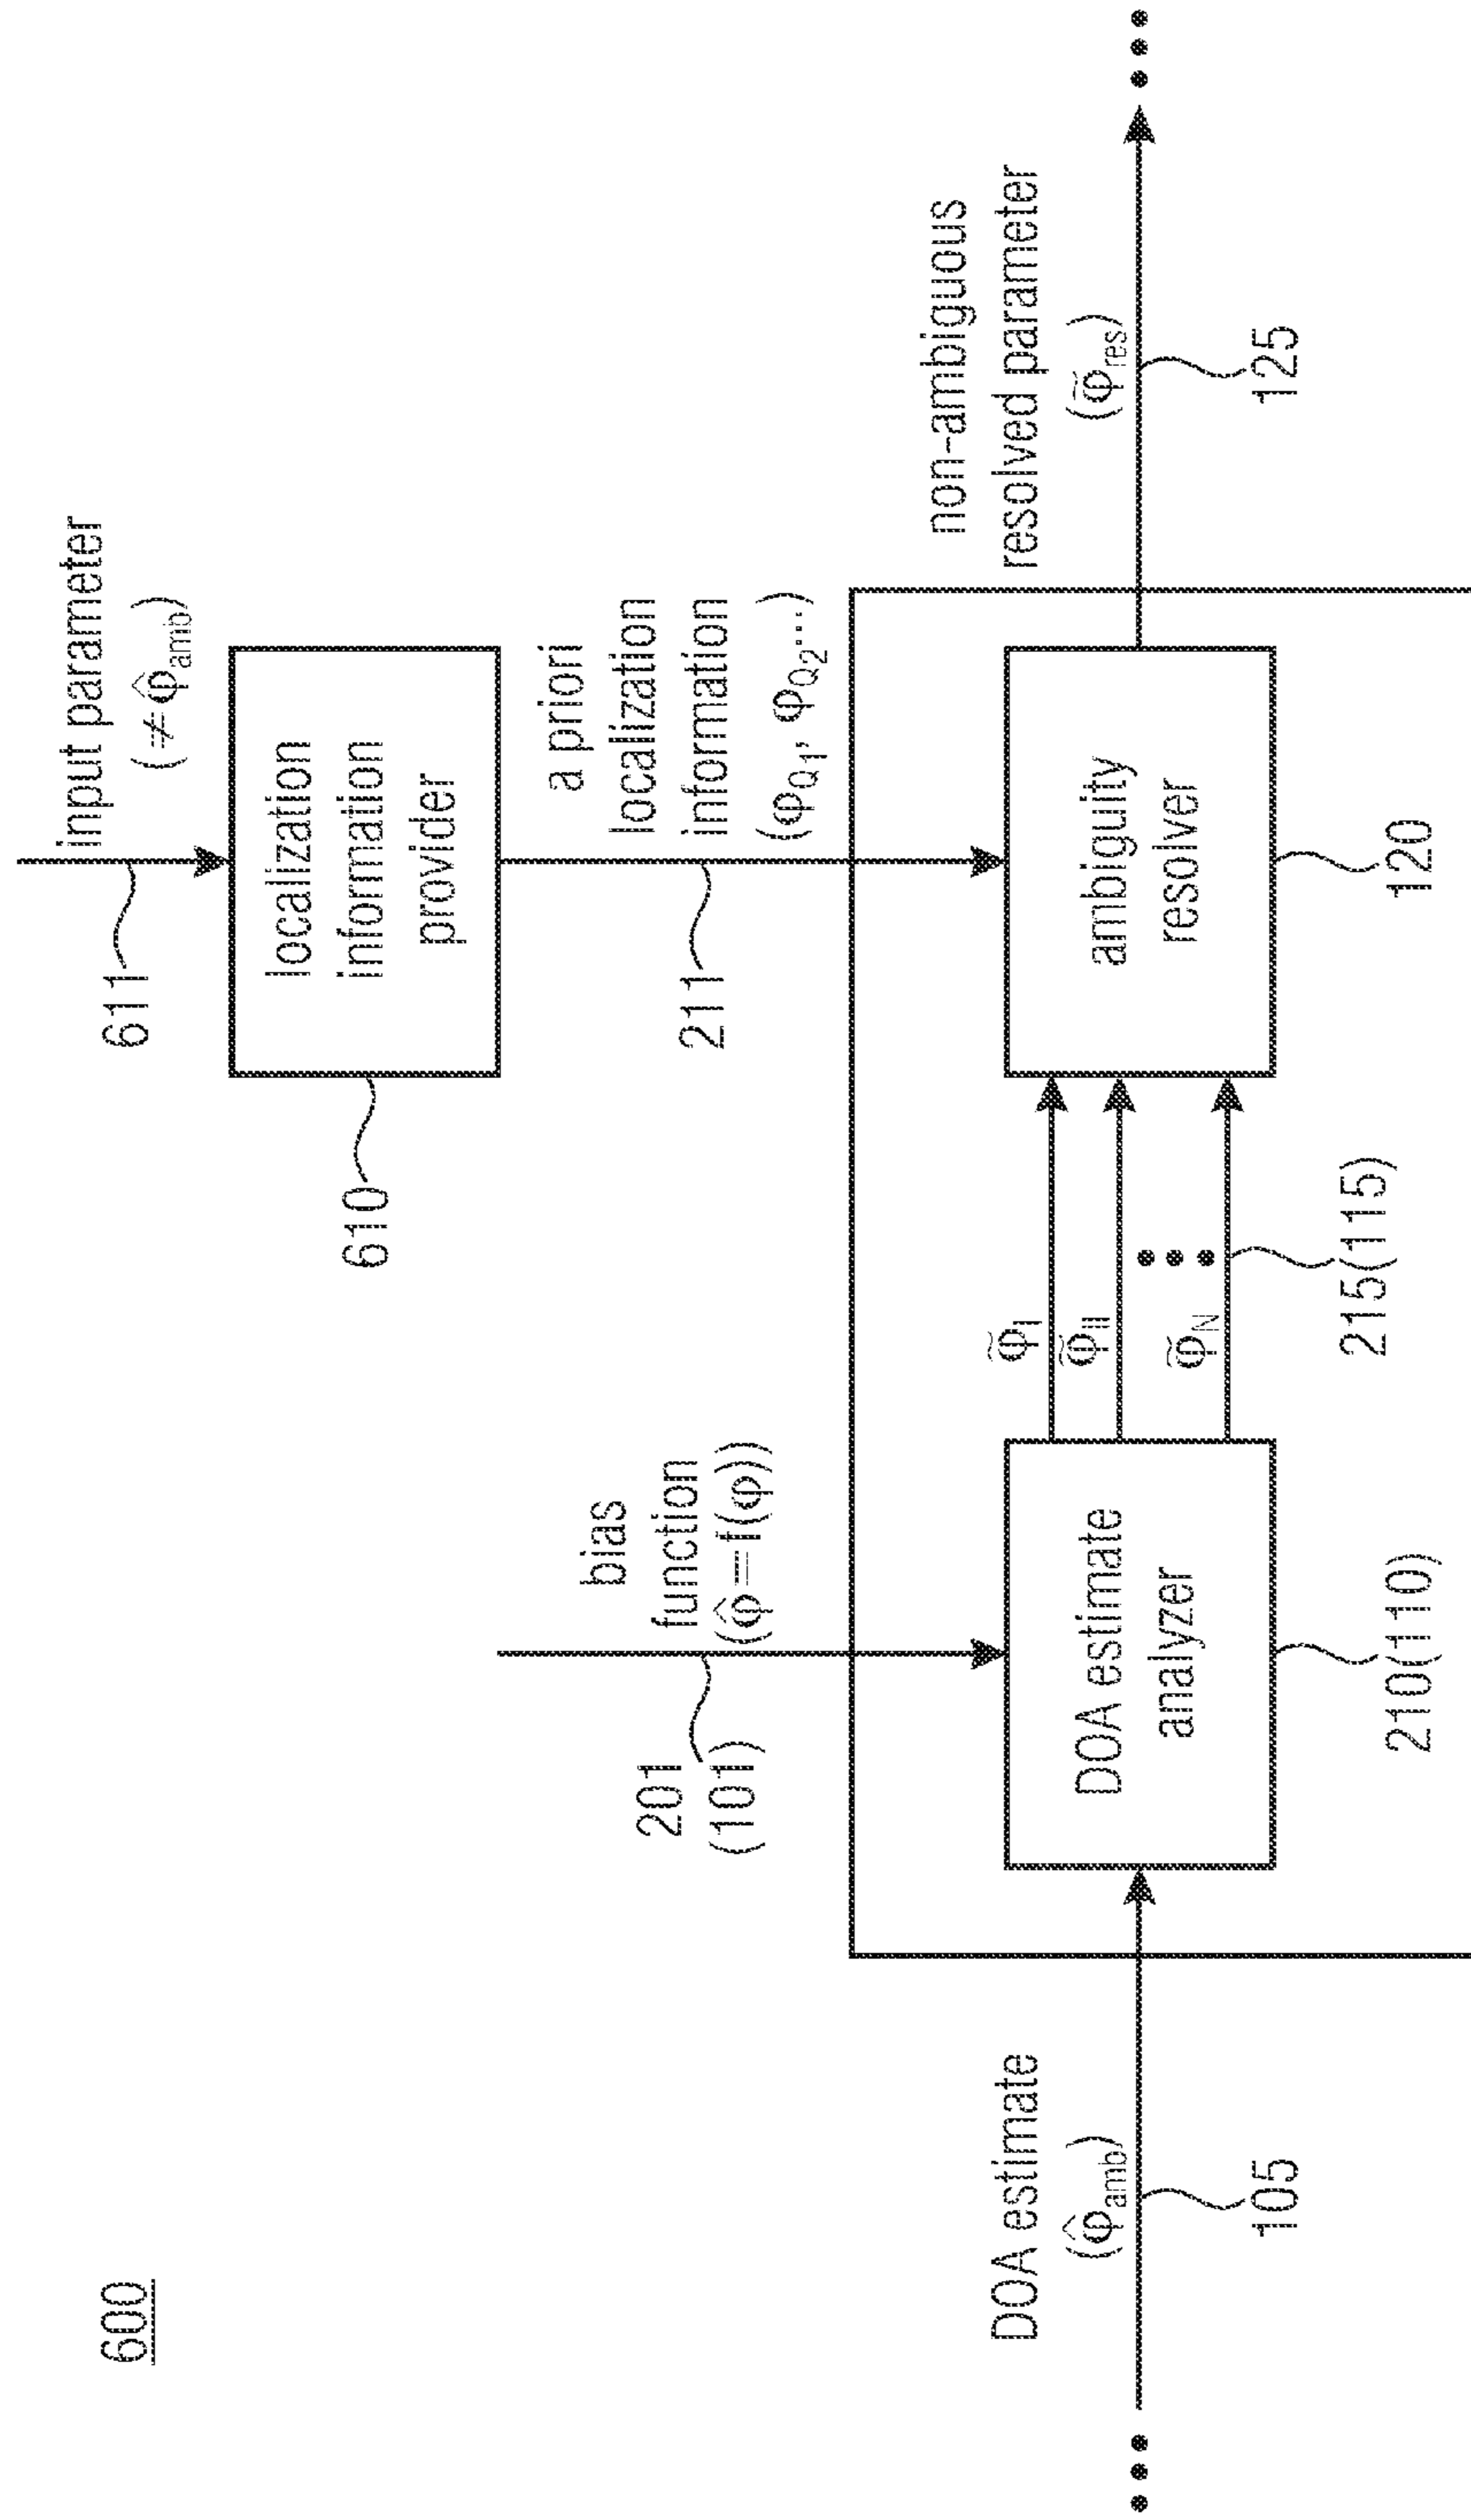 600
input parameter
(≠φ̂amb)
611
localization
information
provider
610
a priori
localization
information
(φQ1, φQ2...)
211
bias
function
(φ̂=f(φ))
201
(101)
DOA estimate
(φ̂amb)
105
DOA estimate
analyzer
210(110)
φ̃I
φ̃II
φ̃N
215(115)
ambiguity
resolver
120
non-ambiguous
resolved parameter
(φ̃res)
125